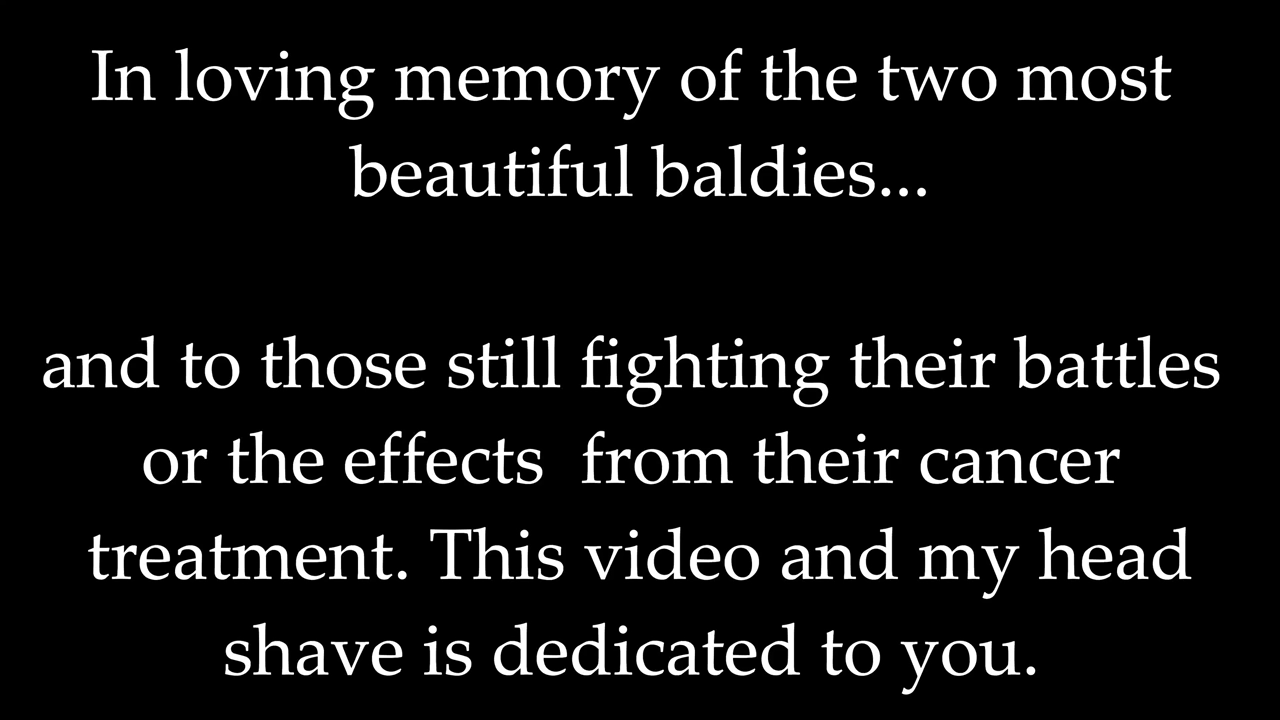 In loving memory of the two most
beautiful baldies...
and to those still fighting their battles
or the effects  from their cancer
treatment. This video and my head
shave is dedicated to you.